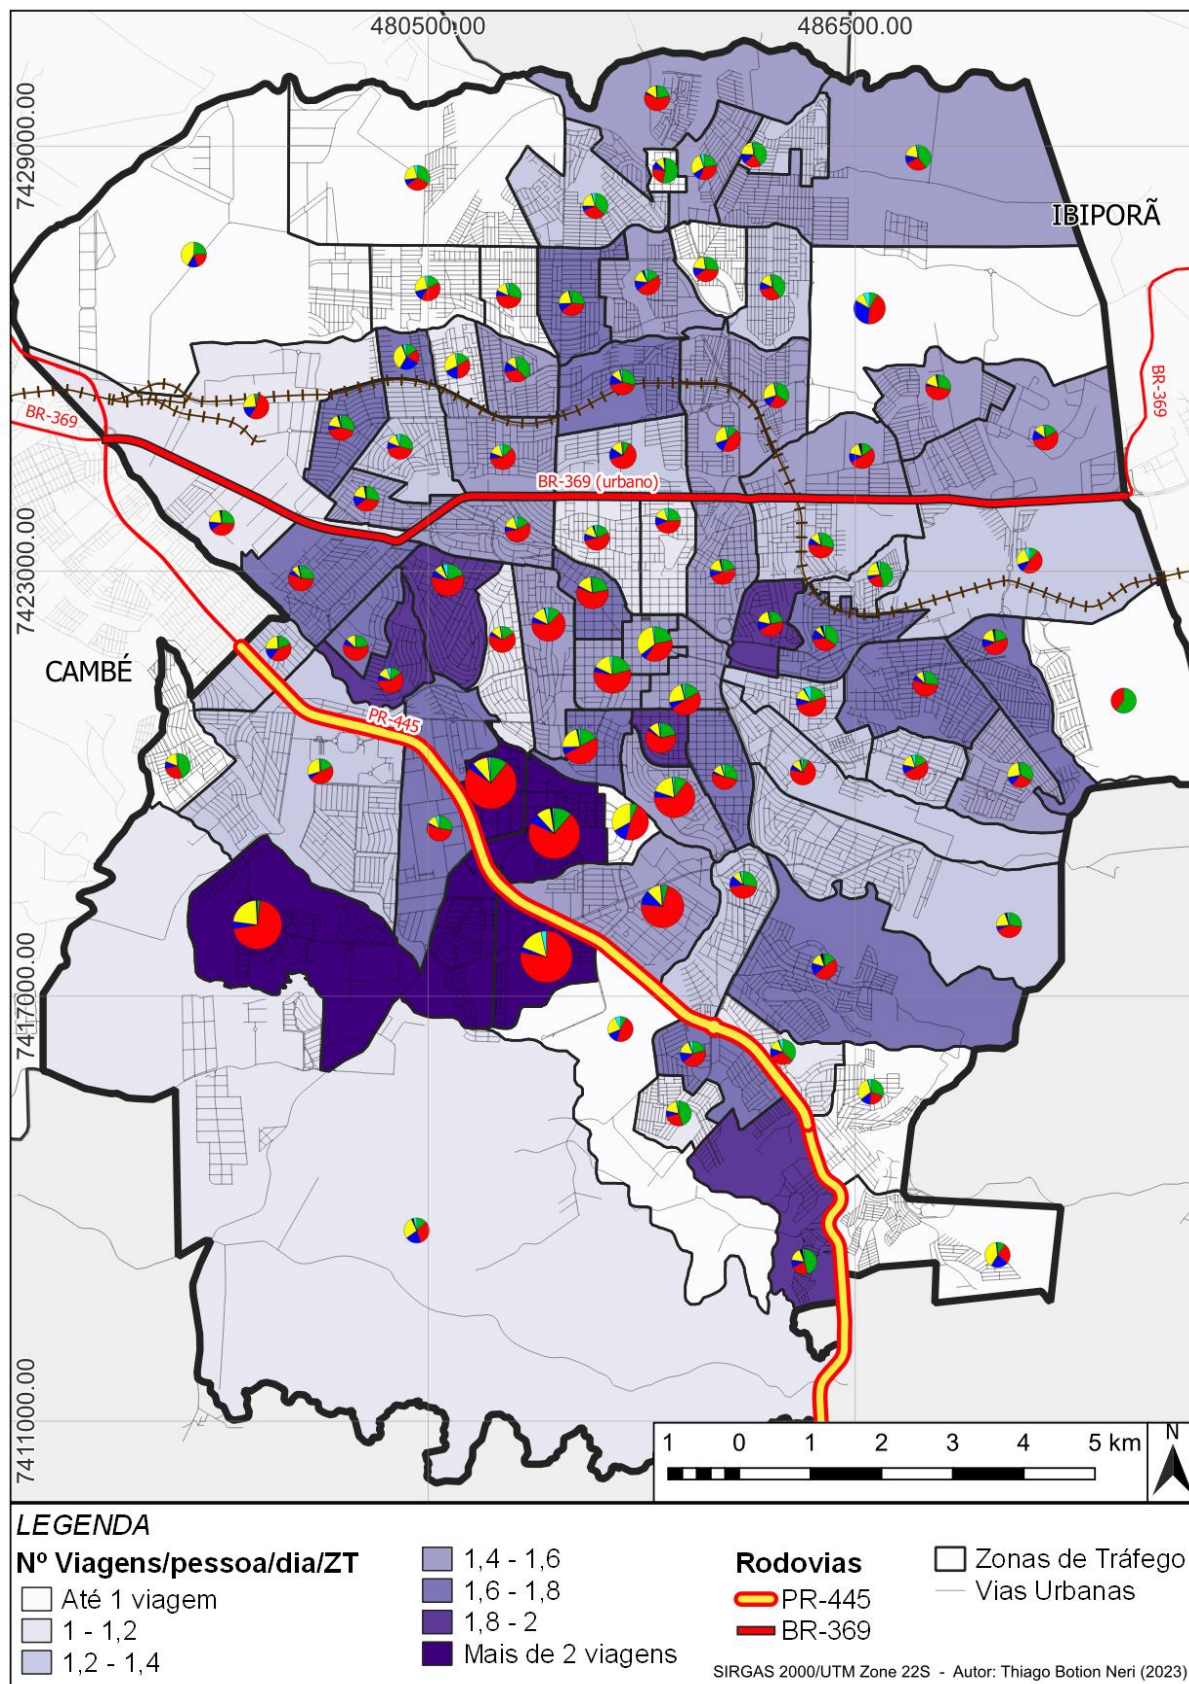 480500.00
486500.00
7429000.00
IBIPORÃ
BR-369
BR-369
BR-369 (urbano)
7423000.00
CAMBÉ
PR-445
7417000.00
7411000.00
1 0 1 2 3 4 5 km
N
LEGENDA
Nº Viagens/pessoa/dia/ZT
Até 1 viagem
1 - 1,2
1,2 - 1,4
1,4 - 1,6
1,6 - 1,8
1,8 - 2
Mais de 2 viagens
Rodovias
PR-445
BR-369
Zonas de Tráfego
Vias Urbanas
SIRGAS 2000/UTM Zone 22S - Autor: Thiago Botion Neri (2023)